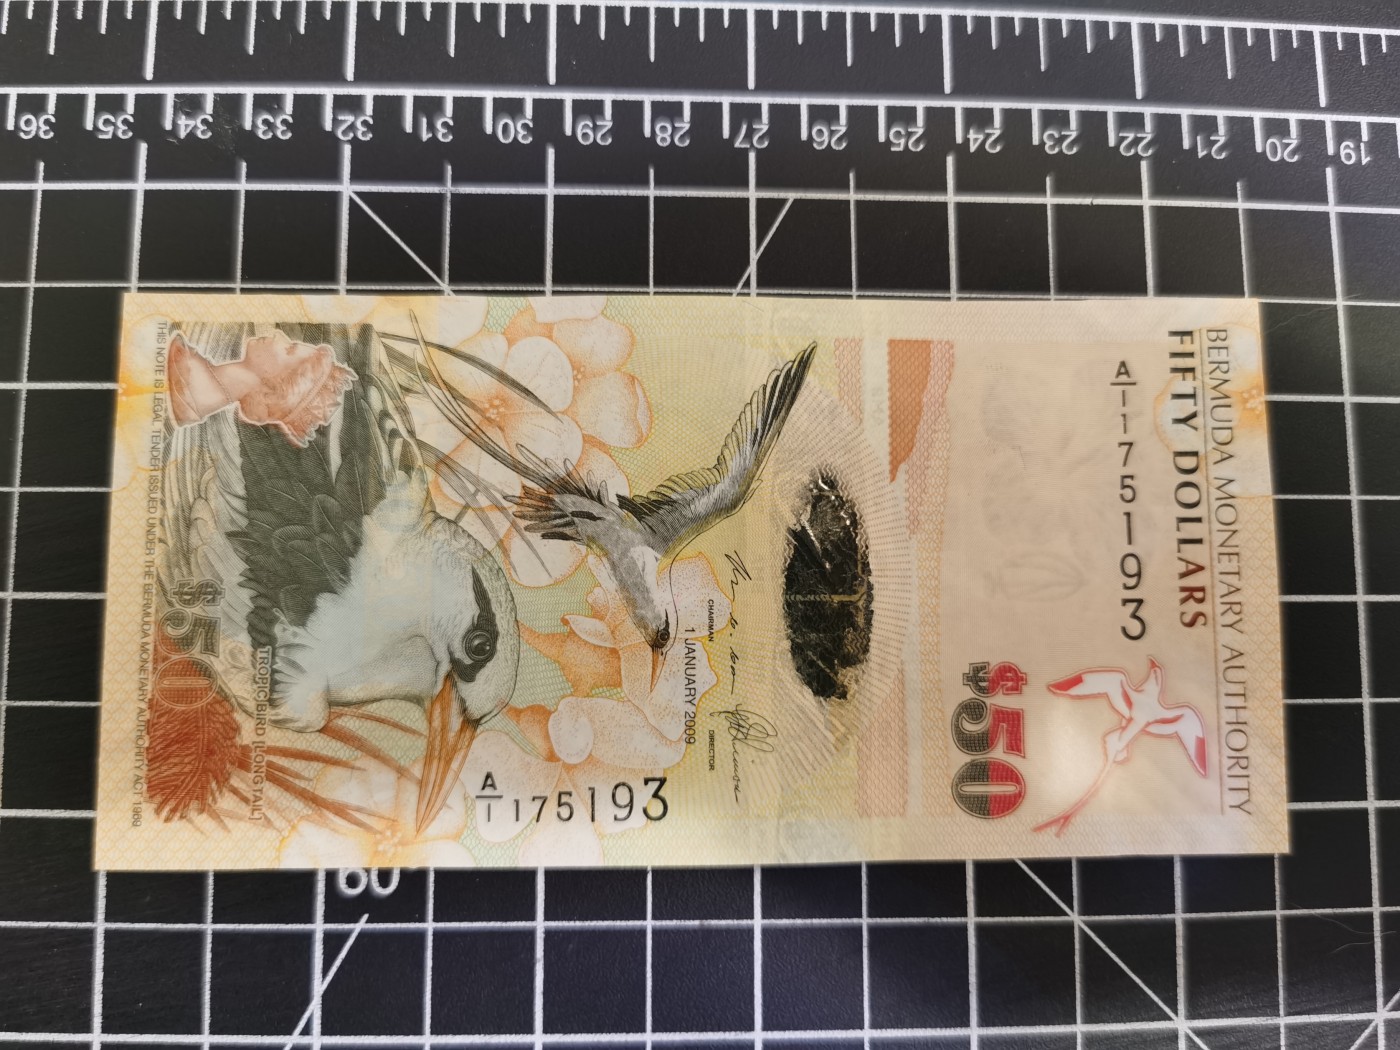 36 35 34 33 32 31 30 29 28 27 26 25 24 23 22 21 20 19
BERMUDA MONETARY AUTHORITY
FIFTY DOLLARS
A/1 175193
$50
CHAIRMAN
DIRECTOR
1 JANUARY 2009
A/1 175193
TROPICBIRD [LONGTAIL]
$50
THIS NOTE IS LEGAL TENDER ISSUED UNDER THE BERMUDA MONETARY AUTHORITY ACT 1969
60